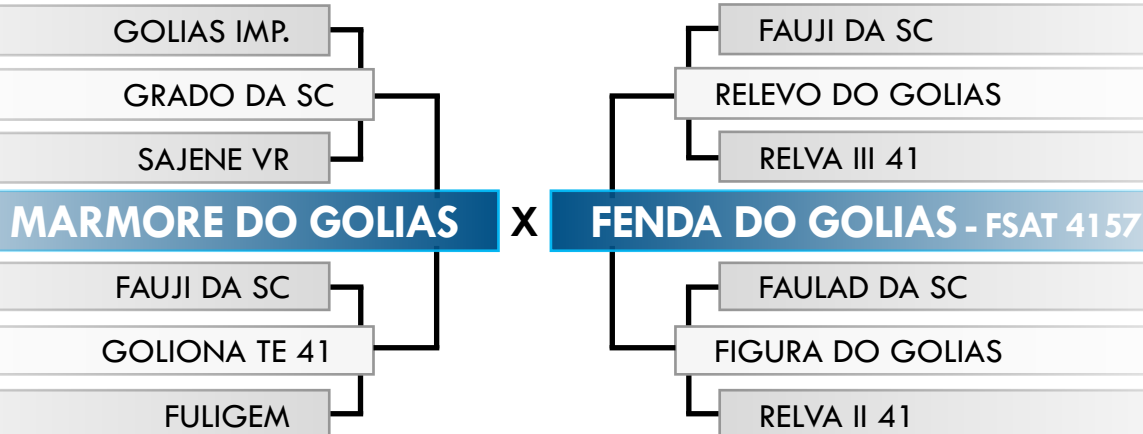 GOLIAS IMP.
FAUJI DA SC
GRADO DA SC
RELEVO DO GOLIAS
SAJENE VR
RELVA III 41
MARMORE DO GOLIAS X FENDA DO GOLIAS - FSAT 4157
FAUJI DA SC
FAULAD DA SC
GOLIONA TE 41
FIGURA DO GOLIAS
FULIGEM
RELVA II 41